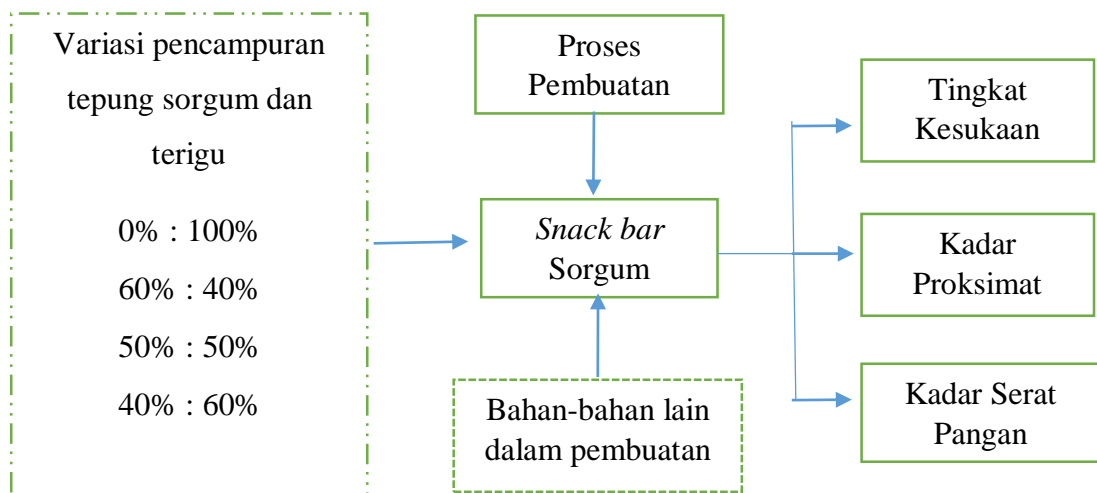 Variasi pencampuran
tepung sorgum dan
terigu
0% : 100%
60% : 40%
50% : 50%
40% : 60%
Proses
Pembuatan
Snack bar
Sorgum
Bahan-bahan lain
dalam pembuatan
Tingkat
Kesukaan
Kadar
Proksimat
Kadar Serat
Pangan